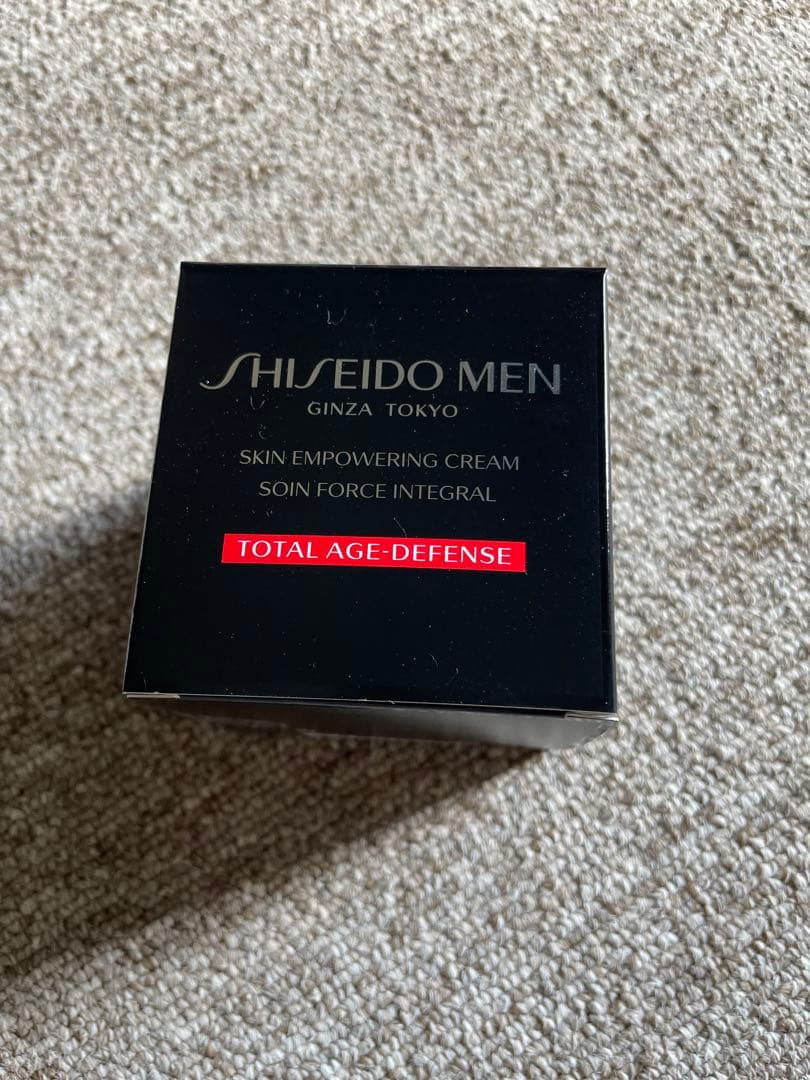 SHISEIDO MEN
GINZA TOKYO
SKIN EMPOWERING CREAM
SOIN FORCE INTEGRAL
TOTAL AGE-DEFENSE